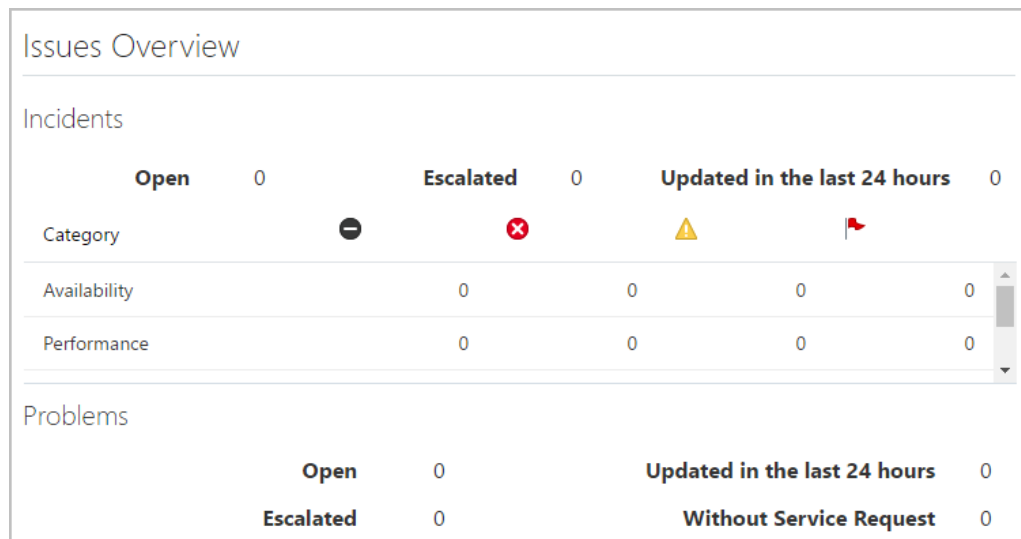 Issues Overview
Incidents
Open 0 Escalated 0 Updated in the last 24 hours 0
Category
Availability 0 0 0 0
Performance 0 0 0 0
Problems
Open 0 Updated in the last 24 hours 0
Escalated 0 Without Service Request 0